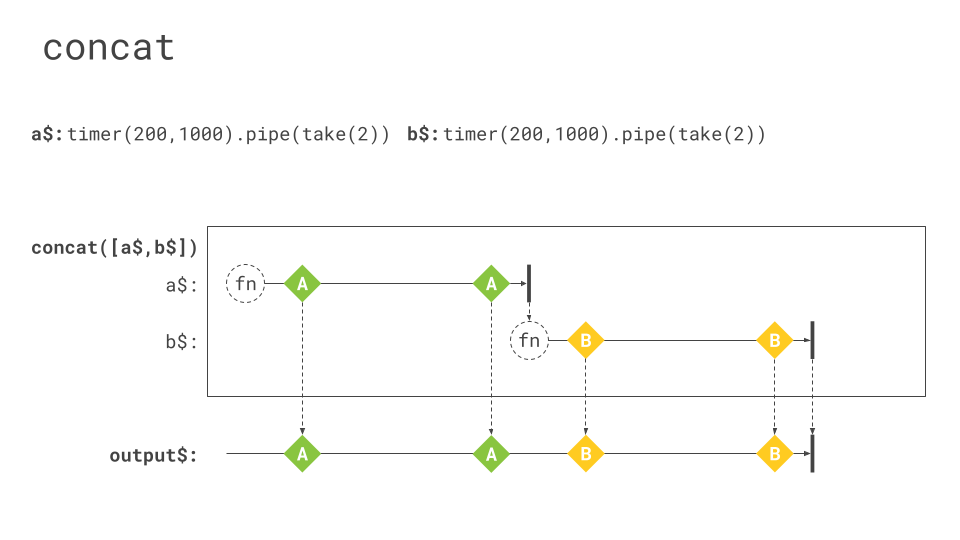 concat
a$:timer(200,1000).pipe(take(2)) b$:timer(200,1000).pipe(take(2))
concat([a$,b$])
a$: fn A A
b$: fn B B
output$: A A B B